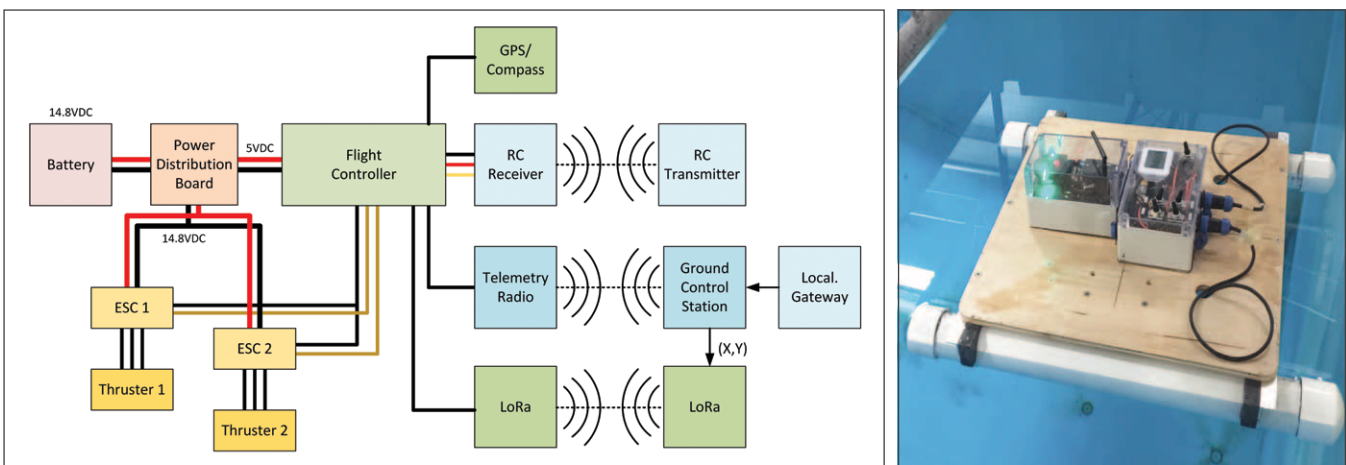 GPS/
Compass
14.8VDC
Battery
Power
Distribution
Board
5VDC
Flight
Controller
RC
Receiver
RC
Transmitter
14.8VDC
Telemetry
Radio
Ground
Control
Station
Local.
Gateway
ESC 1
(X,Y)
ESC 2
Thruster 1
LoRa
LoRa
Thruster 2